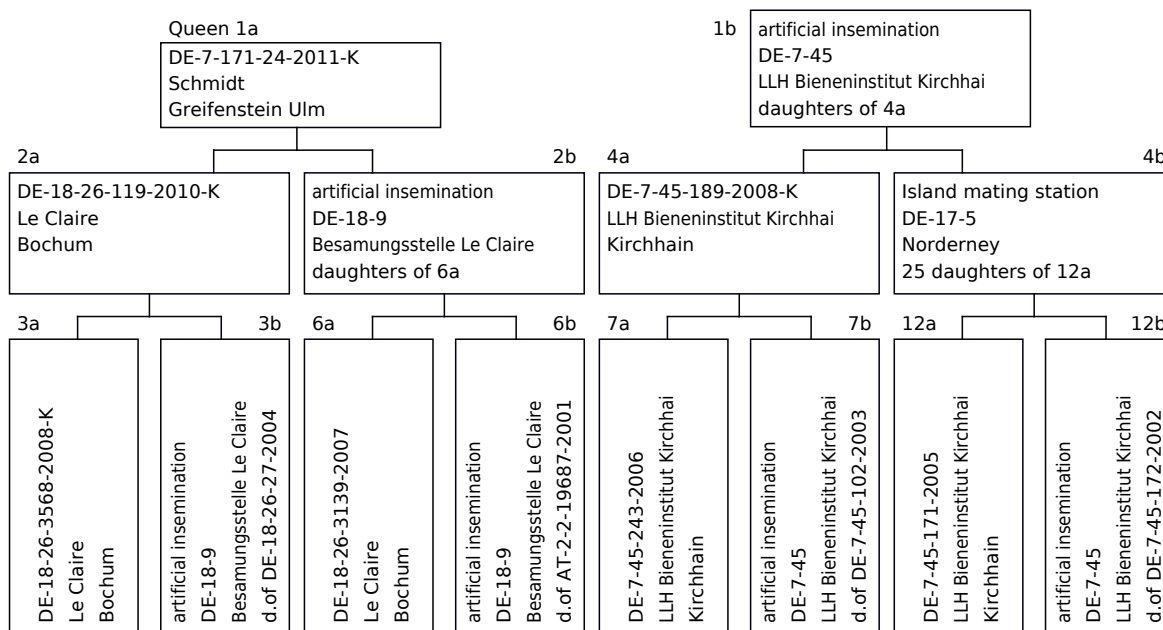 Queen 1a
DE-7-171-24-2011-K
Schmidt
Greifenstein Ulm
1b
artificial insemination
DE-7-45
LLH Bieneninstitut Kirchhai
daughters of 4a
2a
DE-18-26-119-2010-K
Le Claire
Bochum
2b
artificial insemination
DE-18-9
Besamungsstelle Le Claire
daughters of 6a
4a
DE-7-45-189-2008-K
LLH Bieneninstitut Kirchhai
Kirchhain
4b
Island mating station
DE-17-5
Norderney
25 daughters of 12a
3a
DE-18-26-3568-2008-K
Le Claire
Bochum
3b
artificial insemination
DE-18-9
Besamungsstelle Le Claire
d.of DE-18-26-27-2004
6a
DE-18-26-3139-2007
Le Claire
Bochum
6b
artificial insemination
DE-18-9
Besamungsstelle Le Claire
d.of AT-2-2-19687-2001
7a
DE-7-45-243-2006
LLH Bieneninstitut Kirchhai
Kirchhain
7b
artificial insemination
DE-7-45
LLH Bieneninstitut Kirchhai
d.of DE-7-45-102-2003
12a
DE-7-45-171-2005
LLH Bieneninstitut Kirchhai
Kirchhain
12b
artificial insemination
DE-7-45
LLH Bieneninstitut Kirchhai
d.of DE-7-45-172-2002